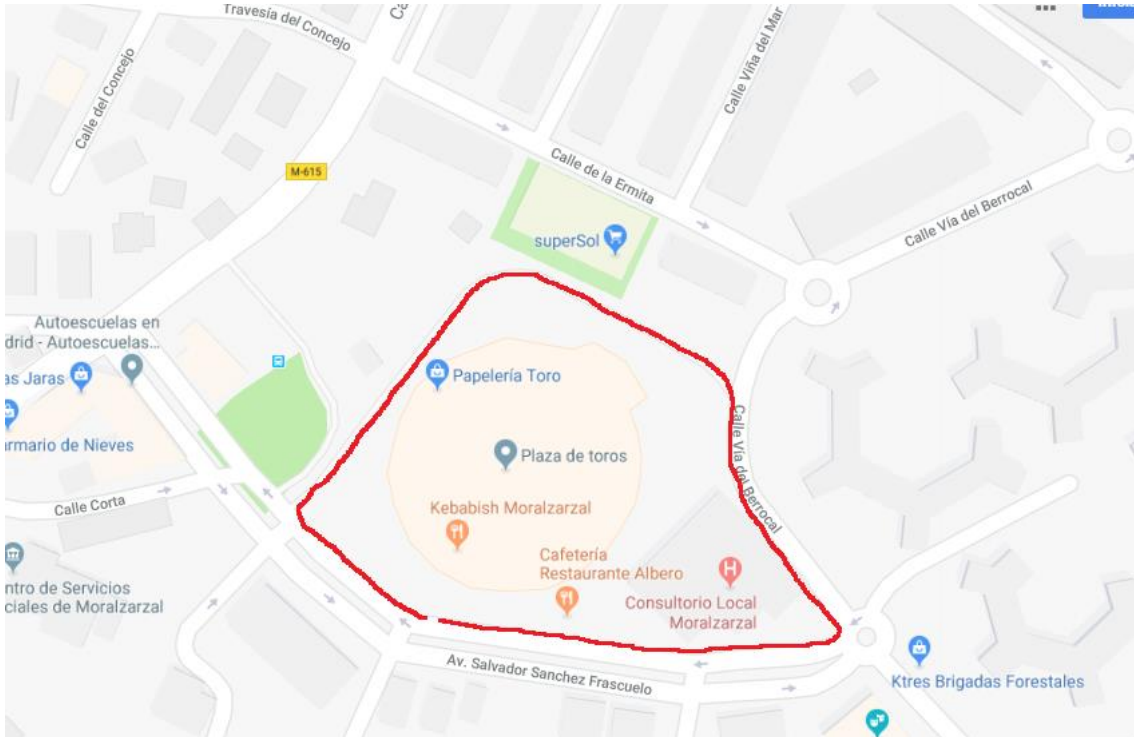 Travesía del Concejo
Calle del Concejo
Calle Viña del Mar
M-615
Calle de la Ermita
Calle Vía del Berrocal
superSol
Autoescuelas en
drid - Autoescuelas...
as Jaras
Papelería Toro
armario de Nieves
Plaza de toros
Calle Vía del Berrocal
Calle Corta
Kebabish Moralzarzal
Cafetería
Restaurante Albero
H
Consultorio Local
Moralzarzal
ntro de Servicios
ciales de Moralzarzal
Av. Salvador Sanchez Frascuelo
Ktres Brigadas Forestales